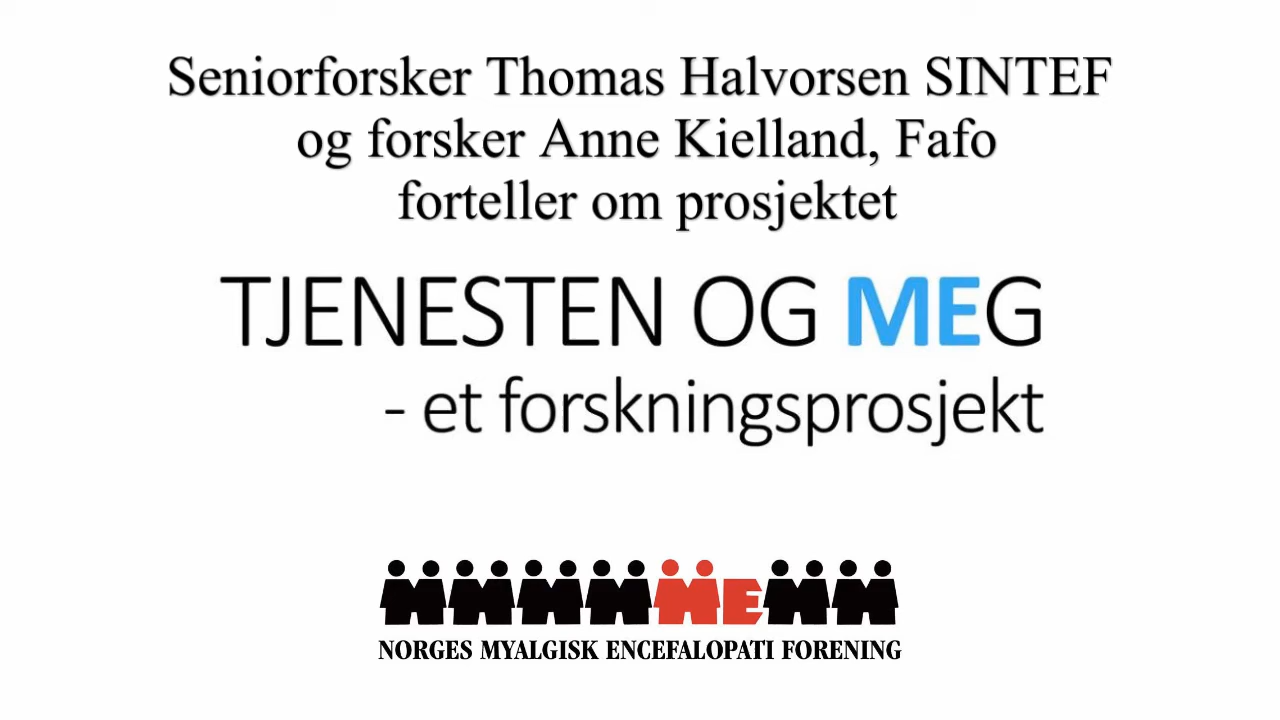 Seniorforsker Thomas Halvorsen SINTEF
og forsker Anne Kielland, Fafo
forteller om prosjektet
TJENESTEN OG MEG
- et forskningsprosjekt
ME
NORGES MYALGISK ENCEFALOPATI FORENING